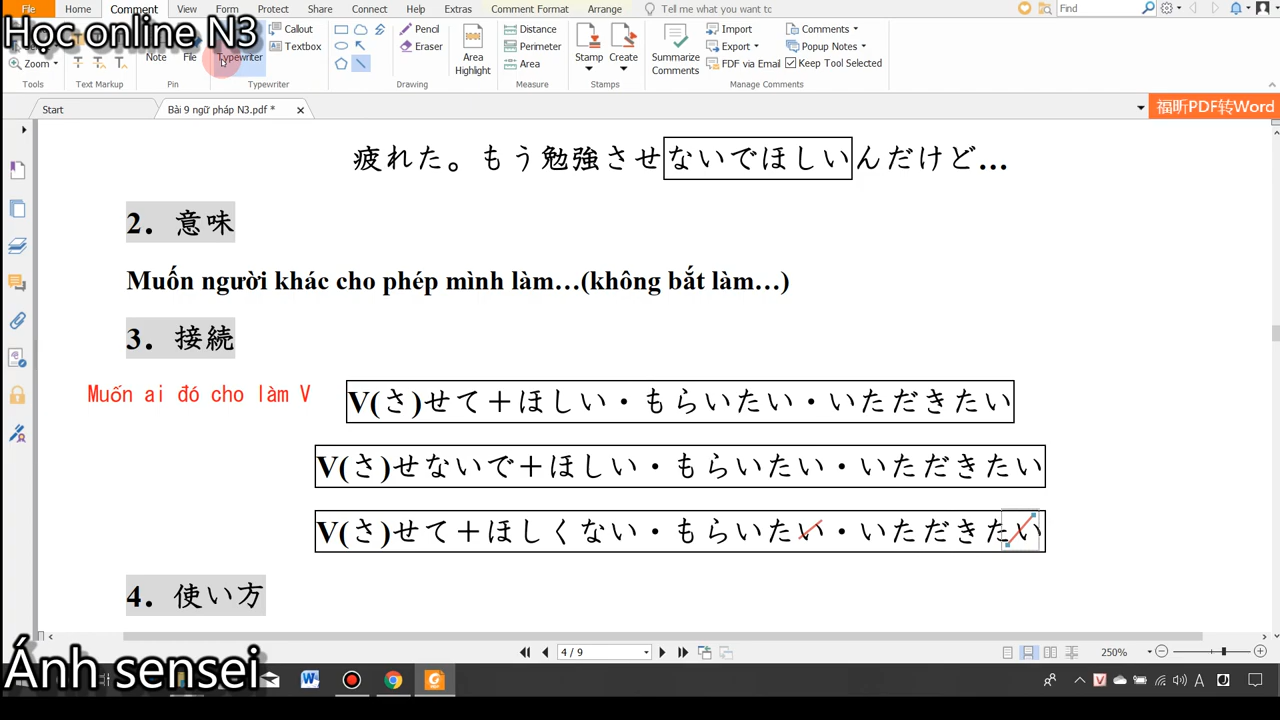 File Home Comment View Form Protect Share Connect Help Extras Comment Format Arrange Tell me what you want tc Find
Học online N3
Callout Pencil Distance Import Comments
Textbox Eraser Perimeter Export Popup Notes
Zoom Note File Typewriter Area Highlight Area Stamp Create Summarize Comments FDF via Email Keep Tool Selected
Tools Text Markup Pin Typewriter Drawing Measure Stamps Manage Comments
Start Bài 9 ngữ pháp N3.pdf * 福昕PDF转Word
疲れた。もう勉強させないでほしいんだけど…
2．意味
Muốn người khác cho phép mình làm…(không bắt làm…)
3．接続
Muốn ai đó cho làm V
V(さ)せて＋ほしい・もらいたい・いただきたい
V(さ)せないで＋ほしい・もらいたい・いただきたい
V(さ)せて＋ほしくない・もらいたい・いただきたい
4．使い方
4 / 9 250%
Ánh sensei